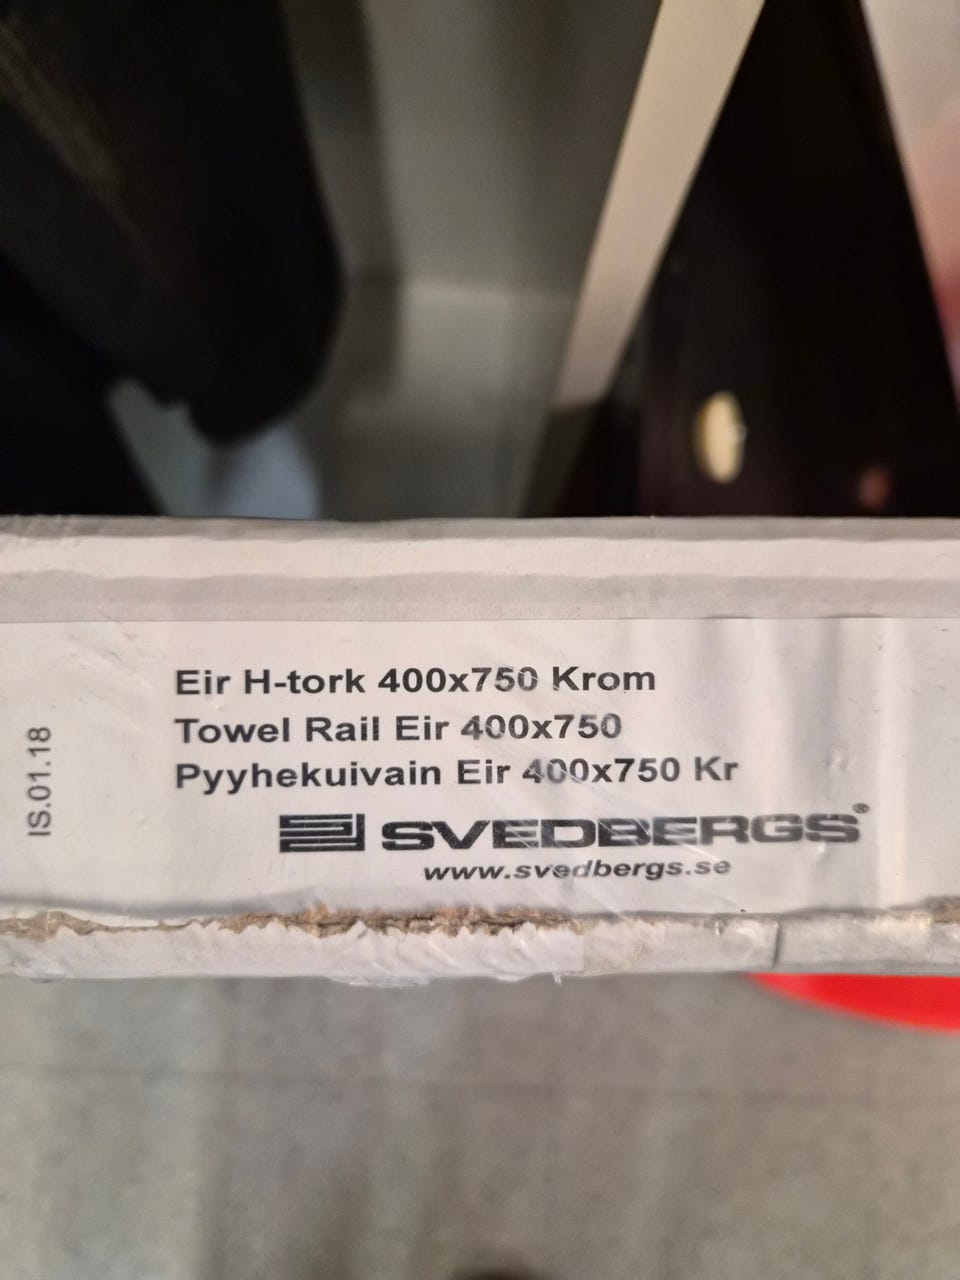 Eir H-tork 400x750 Krom
Towel Rail Eir 400x750
Pyyhekuivain Eir 400x750 Kr
SVEDBERGS®
www.svedbergs.se
IS.01.18